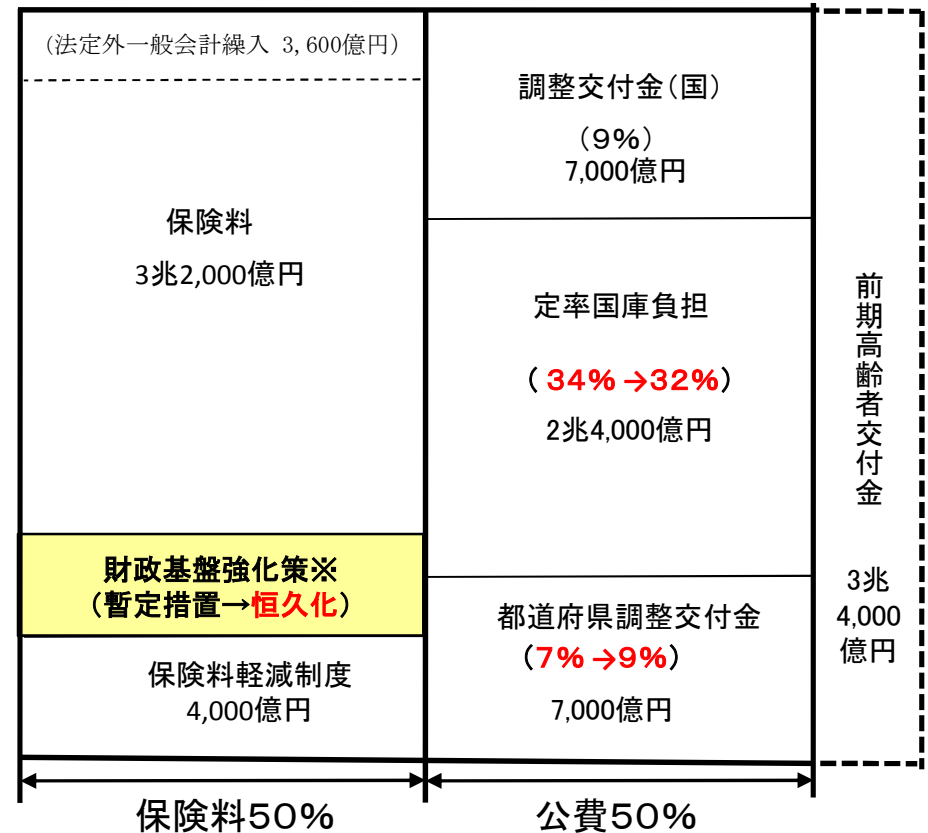 （法定外一般会計繰入 3,600億円）
保険料
3兆2,000億円
財政基盤強化策※
（暫定措置→恒久化）
保険料軽減制度
4,000億円
調整交付金（国）
（９％）
7,000億円
定率国庫負担
（ 34％ →32％）
2兆4,000億円
都道府県調整交付金
（7％ →9％）
7,000億円
前期高齢者交付金
3兆
4,000
億円
保険料５０％
公費５０％